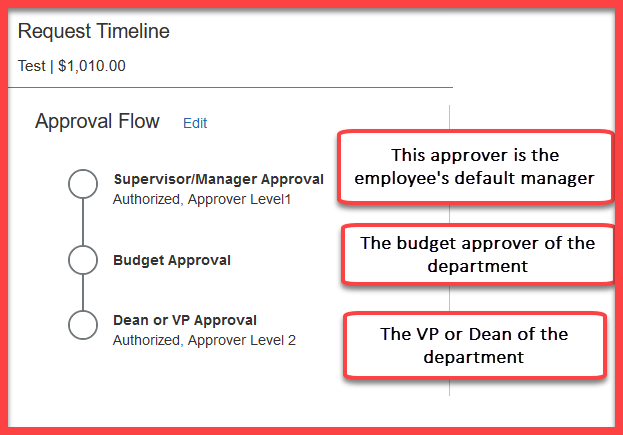 Request Timeline
Test | $1,010.00
Approval Flow Edit
Supervisor/Manager Approval
Authorized, Approver Level1
This approver is the
employee's default manager
Budget Approval
The budget approver of the
department
Dean or VP Approval
Authorized, Approver Level 2
The VP or Dean of the
department